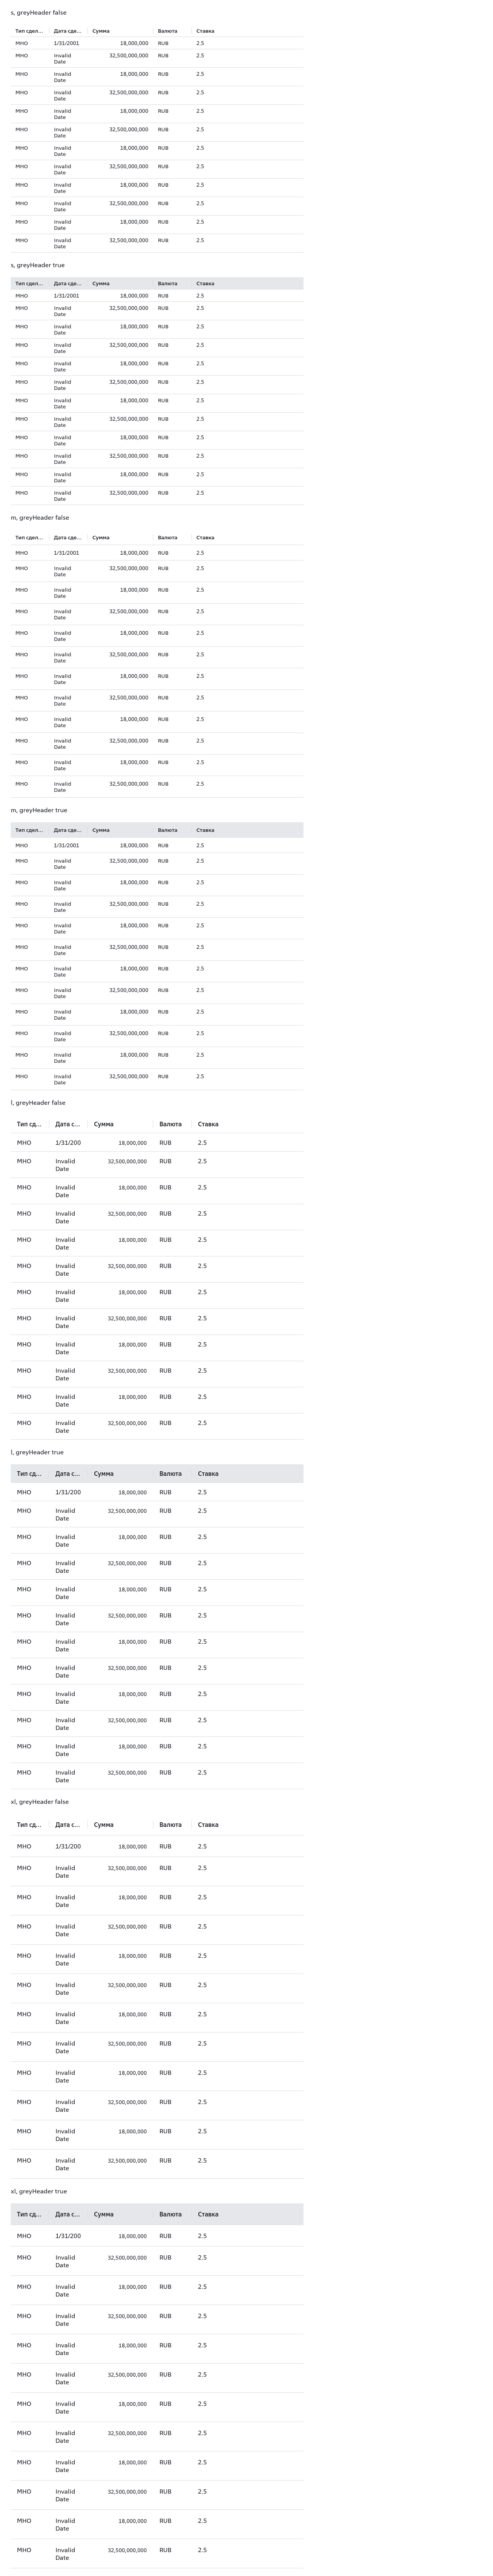 s, greyHeader false
Тип сдел... Дата сде... Сумма Валюта Ставка
МНО 1/31/2001 18,000,000 RUB 2.5
МНО Invalid 32,500,000,000 RUB 2.5
Date
МНО Invalid 18,000,000 RUB 2.5
Date
МНО Invalid 32,500,000,000 RUB 2.5
Date
МНО Invalid 18,000,000 RUB 2.5
Date
МНО Invalid 32,500,000,000 RUB 2.5
Date
МНО Invalid 18,000,000 RUB 2.5
Date
МНО Invalid 32,500,000,000 RUB 2.5
Date
МНО Invalid 18,000,000 RUB 2.5
Date
МНО Invalid 32,500,000,000 RUB 2.5
Date
МНО Invalid 18,000,000 RUB 2.5
Date
МНО Invalid 32,500,000,000 RUB 2.5
Date
s, greyHeader true
Тип сдел... Дата сде... Сумма Валюта Ставка
МНО 1/31/2001 18,000,000 RUB 2.5
МНО Invalid 32,500,000,000 RUB 2.5
Date
МНО Invalid 18,000,000 RUB 2.5
Date
МНО Invalid 32,500,000,000 RUB 2.5
Date
МНО Invalid 18,000,000 RUB 2.5
Date
МНО Invalid 32,500,000,000 RUB 2.5
Date
МНО Invalid 18,000,000 RUB 2.5
Date
МНО Invalid 32,500,000,000 RUB 2.5
Date
МНО Invalid 18,000,000 RUB 2.5
Date
МНО Invalid 32,500,000,000 RUB 2.5
Date
МНО Invalid 18,000,000 RUB 2.5
Date
МНО Invalid 32,500,000,000 RUB 2.5
Date
m, greyHeader false
Тип сдел... Дата сде... Сумма Валюта Ставка
МНО 1/31/2001 18,000,000 RUB 2.5
МНО Invalid 32,500,000,000 RUB 2.5
Date
МНО Invalid 18,000,000 RUB 2.5
Date
МНО Invalid 32,500,000,000 RUB 2.5
Date
МНО Invalid 18,000,000 RUB 2.5
Date
МНО Invalid 32,500,000,000 RUB 2.5
Date
МНО Invalid 18,000,000 RUB 2.5
Date
МНО Invalid 32,500,000,000 RUB 2.5
Date
МНО Invalid 18,000,000 RUB 2.5
Date
МНО Invalid 32,500,000,000 RUB 2.5
Date
МНО Invalid 18,000,000 RUB 2.5
Date
МНО Invalid 32,500,000,000 RUB 2.5
Date
m, greyHeader true
Тип сдел... Дата сде... Сумма Валюта Ставка
МНО 1/31/2001 18,000,000 RUB 2.5
МНО Invalid 32,500,000,000 RUB 2.5
Date
МНО Invalid 18,000,000 RUB 2.5
Date
МНО Invalid 32,500,000,000 RUB 2.5
Date
МНО Invalid 18,000,000 RUB 2.5
Date
МНО Invalid 32,500,000,000 RUB 2.5
Date
МНО Invalid 18,000,000 RUB 2.5
Date
МНО Invalid 32,500,000,000 RUB 2.5
Date
МНО Invalid 18,000,000 RUB 2.5
Date
МНО Invalid 32,500,000,000 RUB 2.5
Date
МНО Invalid 18,000,000 RUB 2.5
Date
МНО Invalid 32,500,000,000 RUB 2.5
Date
l, greyHeader false
Тип сд... Дата с... Сумма Валюта Ставка
МНО 1/31/200 18,000,000 RUB 2.5
МНО Invalid 32,500,000,000 RUB 2.5
Date
МНО Invalid 18,000,000 RUB 2.5
Date
МНО Invalid 32,500,000,000 RUB 2.5
Date
МНО Invalid 18,000,000 RUB 2.5
Date
МНО Invalid 32,500,000,000 RUB 2.5
Date
МНО Invalid 18,000,000 RUB 2.5
Date
МНО Invalid 32,500,000,000 RUB 2.5
Date
МНО Invalid 18,000,000 RUB 2.5
Date
МНО Invalid 32,500,000,000 RUB 2.5
Date
МНО Invalid 18,000,000 RUB 2.5
Date
МНО Invalid 32,500,000,000 RUB 2.5
Date
l, greyHeader true
Тип сд... Дата с... Сумма Валюта Ставка
МНО 1/31/200 18,000,000 RUB 2.5
МНО Invalid 32,500,000,000 RUB 2.5
Date
МНО Invalid 18,000,000 RUB 2.5
Date
МНО Invalid 32,500,000,000 RUB 2.5
Date
МНО Invalid 18,000,000 RUB 2.5
Date
МНО Invalid 32,500,000,000 RUB 2.5
Date
МНО Invalid 18,000,000 RUB 2.5
Date
МНО Invalid 32,500,000,000 RUB 2.5
Date
МНО Invalid 18,000,000 RUB 2.5
Date
МНО Invalid 32,500,000,000 RUB 2.5
Date
МНО Invalid 18,000,000 RUB 2.5
Date
МНО Invalid 32,500,000,000 RUB 2.5
Date
xl, greyHeader false
Тип сд... Дата с... Сумма Валюта Ставка
МНО 1/31/200 18,000,000 RUB 2.5
МНО Invalid 32,500,000,000 RUB 2.5
Date
МНО Invalid 18,000,000 RUB 2.5
Date
МНО Invalid 32,500,000,000 RUB 2.5
Date
МНО Invalid 18,000,000 RUB 2.5
Date
МНО Invalid 32,500,000,000 RUB 2.5
Date
МНО Invalid 18,000,000 RUB 2.5
Date
МНО Invalid 32,500,000,000 RUB 2.5
Date
МНО Invalid 18,000,000 RUB 2.5
Date
МНО Invalid 32,500,000,000 RUB 2.5
Date
МНО Invalid 18,000,000 RUB 2.5
Date
МНО Invalid 32,500,000,000 RUB 2.5
Date
xl, greyHeader true
Тип сд... Дата с... Сумма Валюта Ставка
МНО 1/31/200 18,000,000 RUB 2.5
МНО Invalid 32,500,000,000 RUB 2.5
Date
МНО Invalid 18,000,000 RUB 2.5
Date
МНО Invalid 32,500,000,000 RUB 2.5
Date
МНО Invalid 18,000,000 RUB 2.5
Date
МНО Invalid 32,500,000,000 RUB 2.5
Date
МНО Invalid 18,000,000 RUB 2.5
Date
МНО Invalid 32,500,000,000 RUB 2.5
Date
МНО Invalid 18,000,000 RUB 2.5
Date
МНО Invalid 32,500,000,000 RUB 2.5
Date
МНО Invalid 18,000,000 RUB 2.5
Date
МНО Invalid 32,500,000,000 RUB 2.5
Date